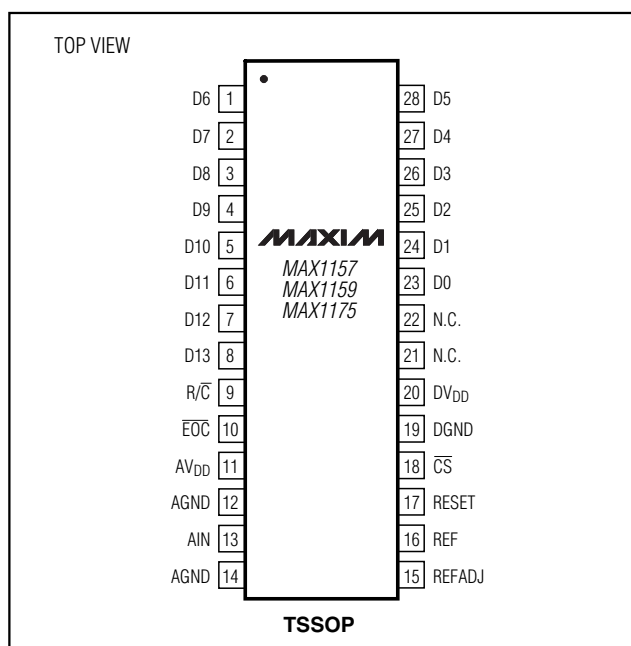 TOP VIEW
D6 1 28 D5
D7 2 27 D4
D8 3 26 D3
D9 4 25 D2
D10 5 MAXIM 24 D1
D11 6 MAX1157 23 D0
D12 7 MAX1159 22 N.C.
D13 8 MAX1175 21 N.C.
R/C̅ 9 20 DVDD
E̅O̅C̅ 10 19 DGND
AVDD 11 18 C̅S̅
AGND 12 17 RESET
AIN 13 16 REF
AGND 14 15 REFADJ
TSSOP